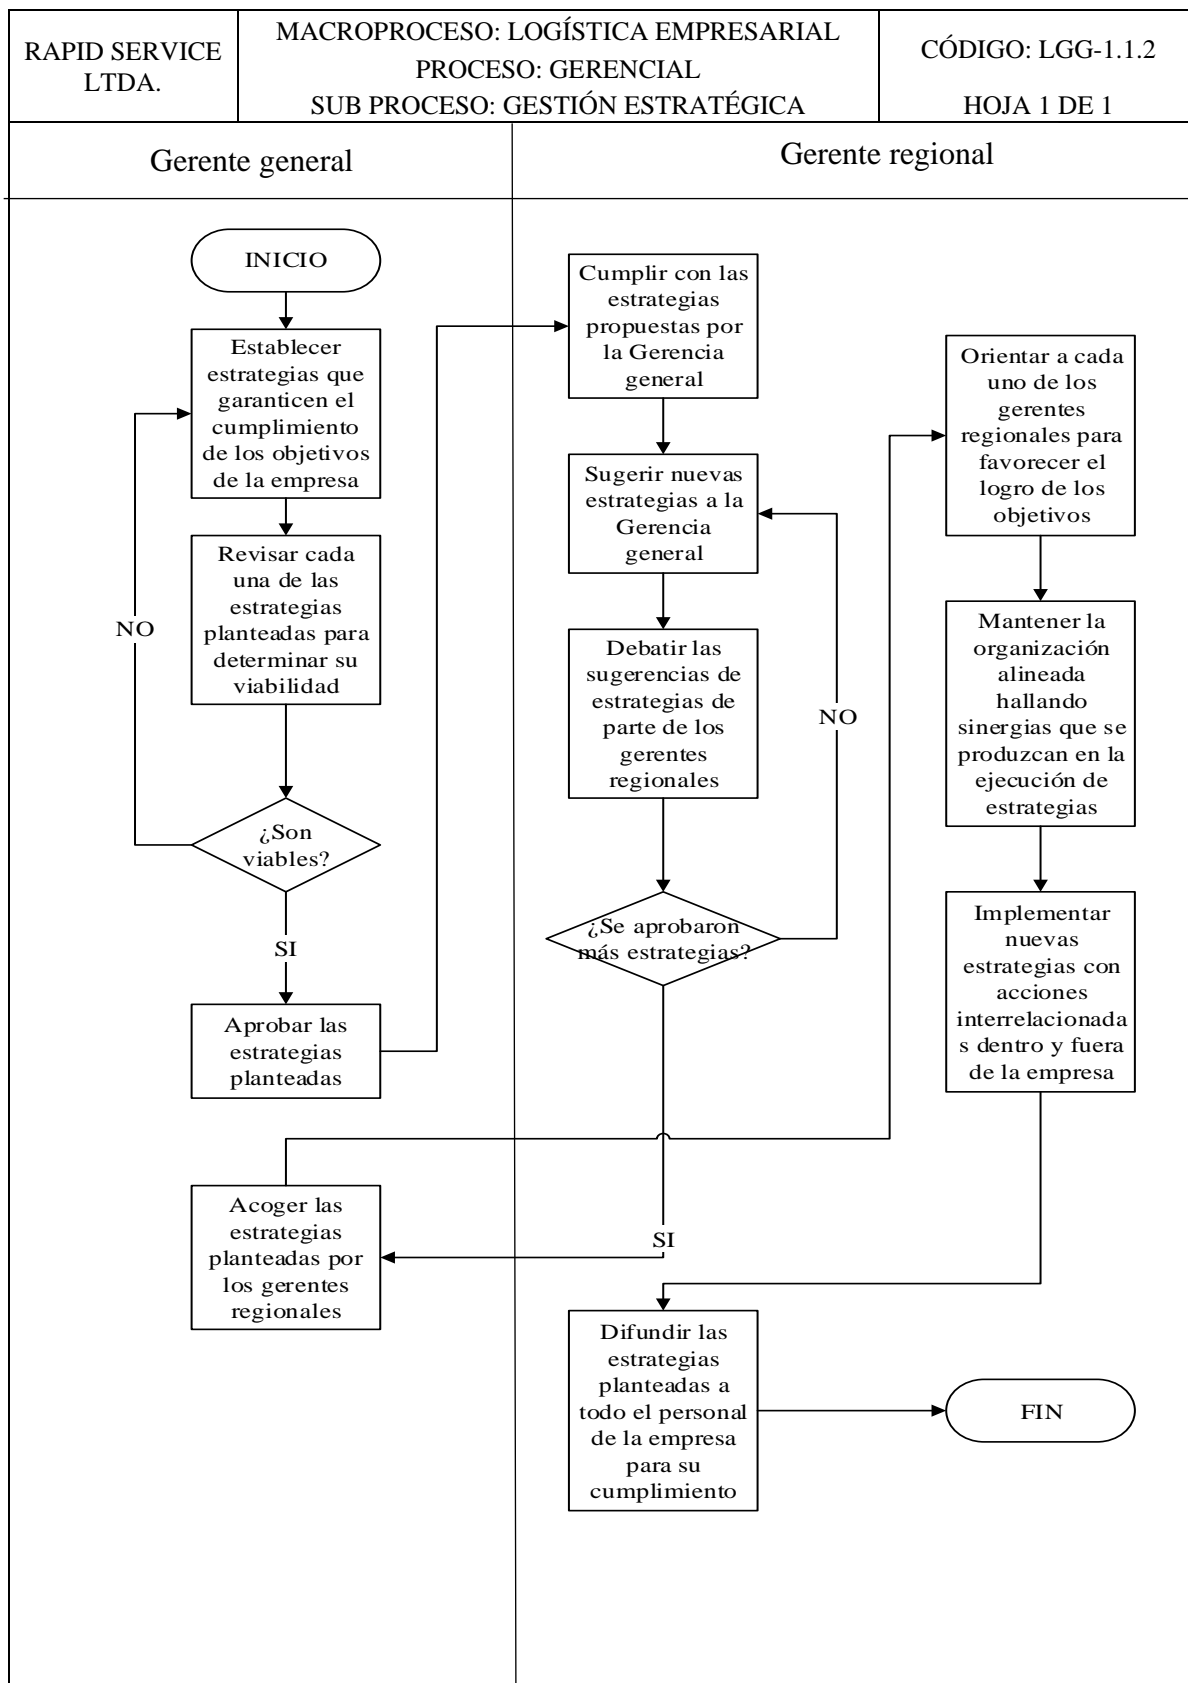 RAPID SERVICE
LTDA.
MACROPROCESO: LOGÍSTICA EMPRESARIAL
PROCESO: GERENCIAL
SUB PROCESO: GESTIÓN ESTRATÉGICA
CÓDIGO: LGG-1.1.2
HOJA 1 DE 1
Gerente general
Gerente regional
INICIO
Establecer
estrategias que
garanticen el
cumplimiento
de los objetivos
de la empresa
Revisar cada
una de las
estrategias
planteadas para
determinar su
viabilidad
NO
¿Son
viables?
SI
Aprobar las
estrategias
planteadas
Cumplir con las
estrategias
propuestas por
la Gerencia
general
Sugerir nuevas
estrategias a la
Gerencia
general
Debatir las
sugerencias de
estrategias de
parte de los
gerentes
regionales
NO
¿Se aprobaron
más estrategias?
SI
Acoger las
estrategias
planteadas por
los gerentes
regionales
Orientar a cada
uno de los
gerentes
regionales para
favorecer el
logro de los
objetivos
Mantener la
organización
alineada
hallando
sinergias que se
produzcan en la
ejecución de
estrategias
Implementar
nuevas
estrategias con
acciones
interrelacionada
s dentro y fuera
de la empresa
Difundir las
estrategias
planteadas a
todo el personal
de la empresa
para su
cumplimiento
FIN